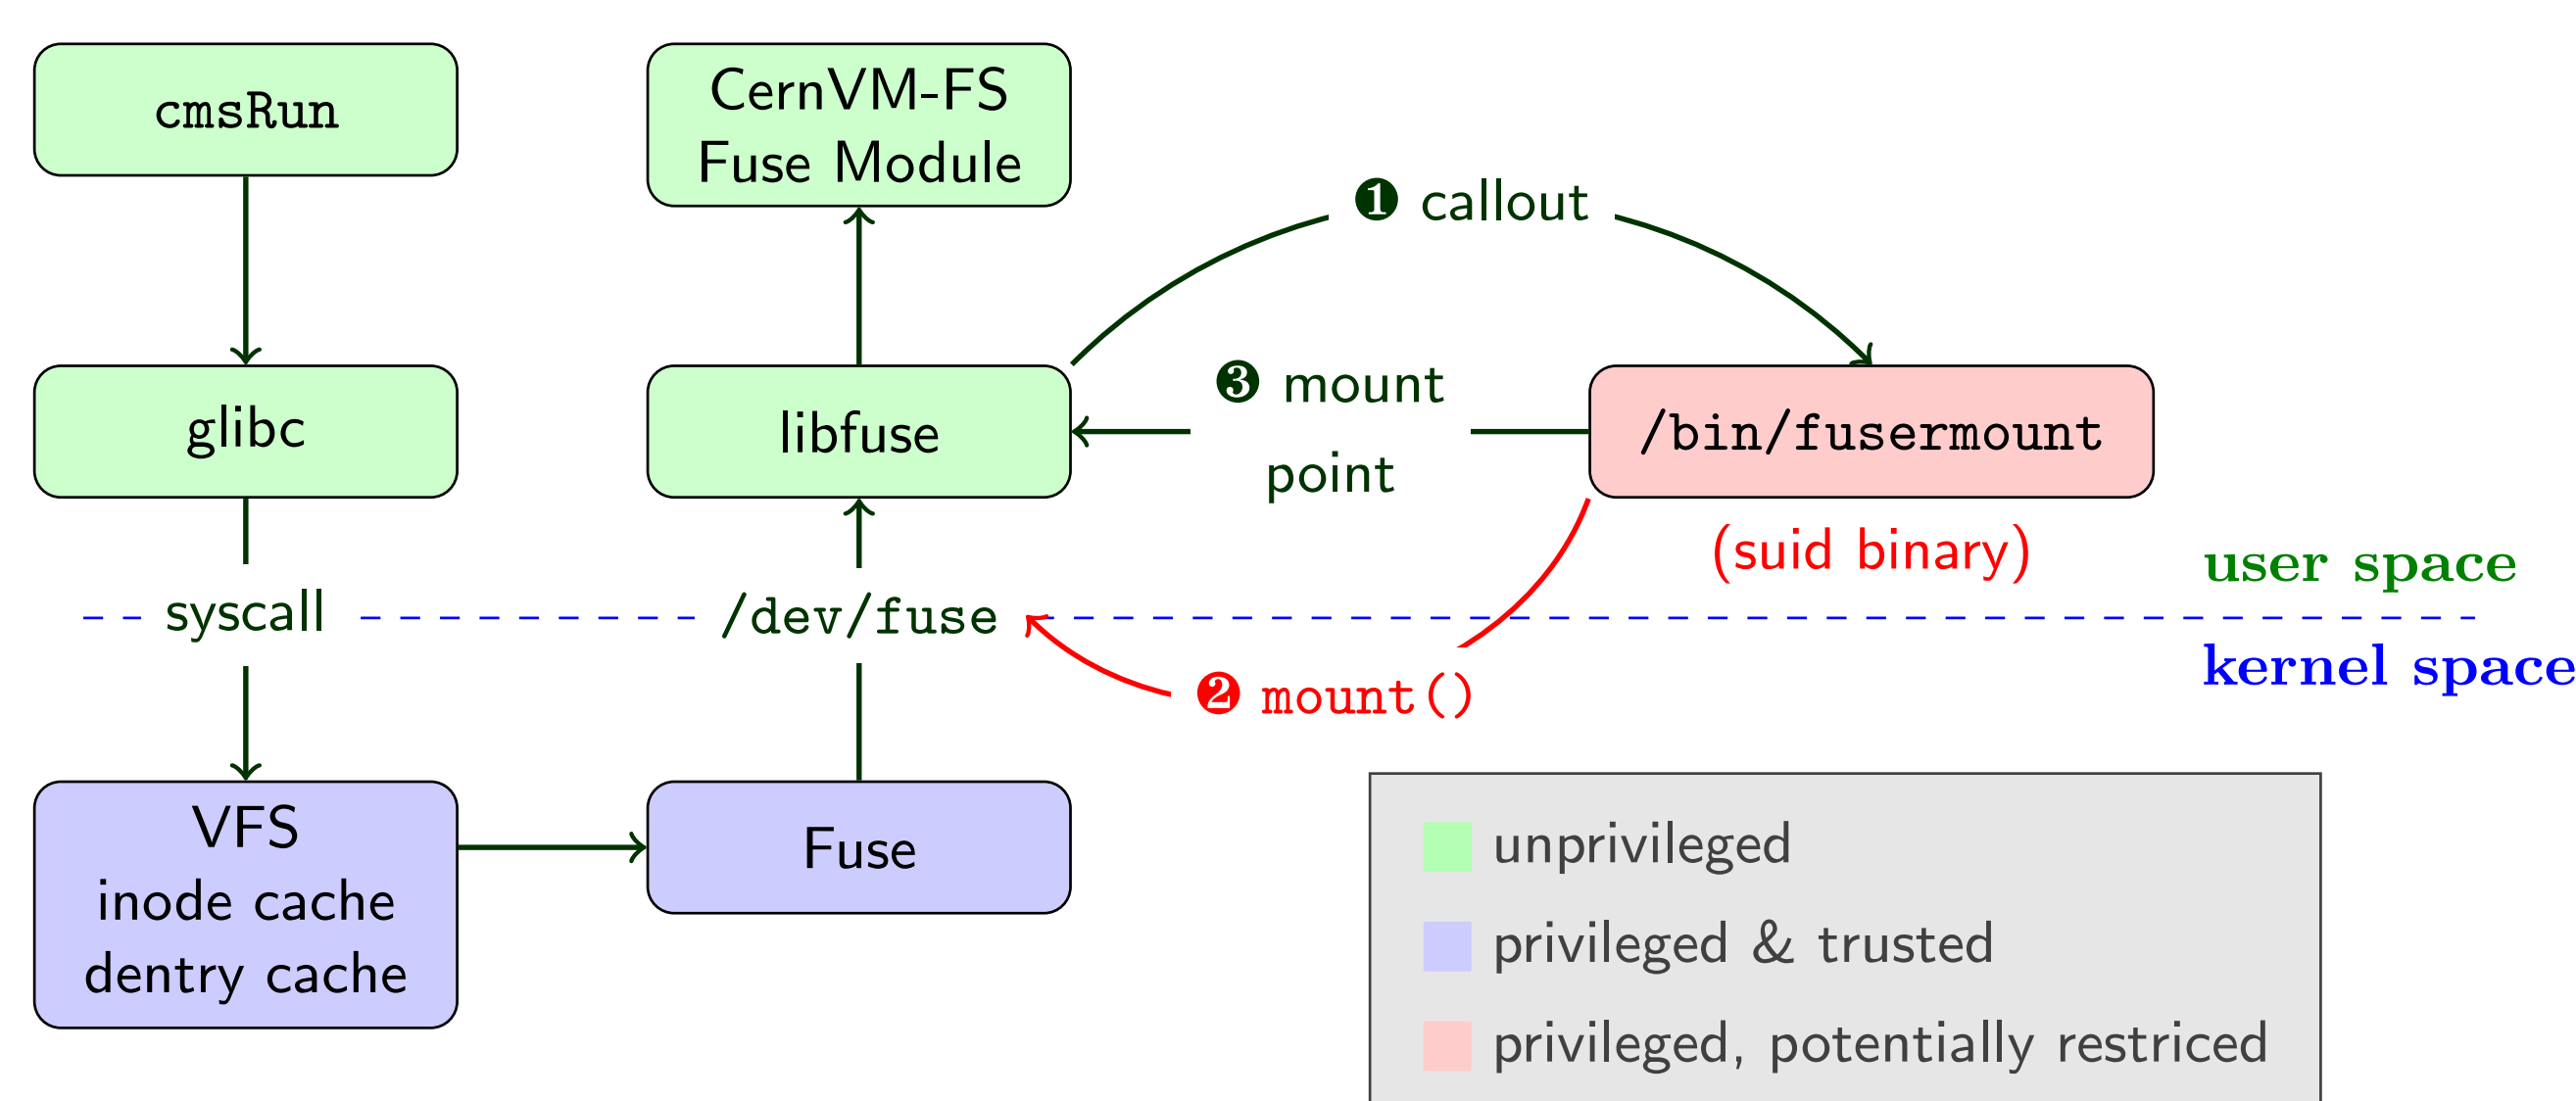 cmsRun
CernVM-FS
Fuse Module
❶ callout
glibc
libfuse
❸ mount
point
/bin/fusermount
(suid binary)
user space
syscall
/dev/fuse
kernel space
❷ mount()
VFS
inode cache
dentry cache
Fuse
unprivileged
privileged & trusted
privileged, potentially restriced